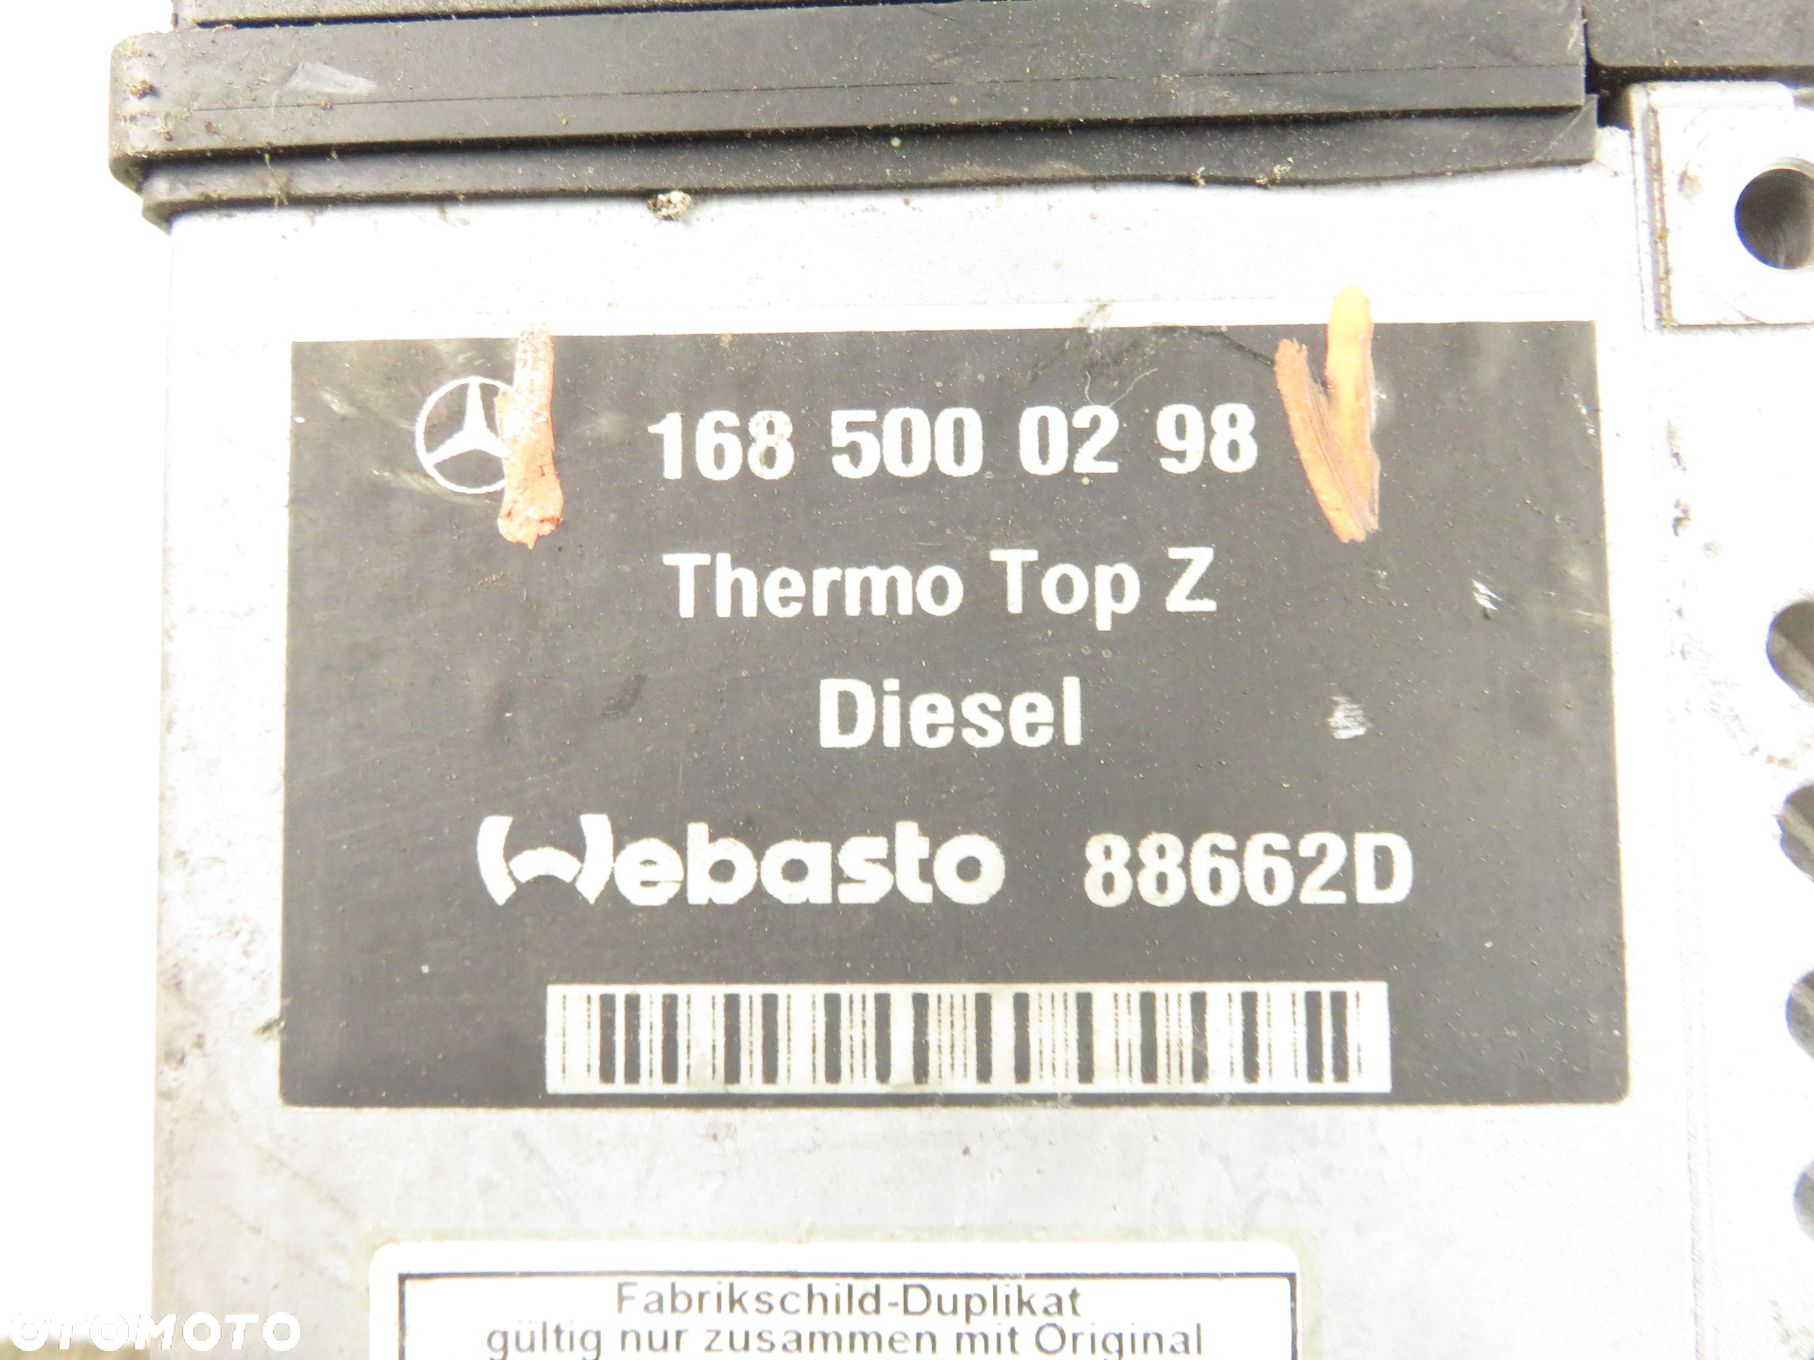 168 500 02 98
Thermo Top Z
Diesel
Webasto 88662D
Fabrikschild-Duplikat
gültig nur zusammen mit Original
OTOMOTO